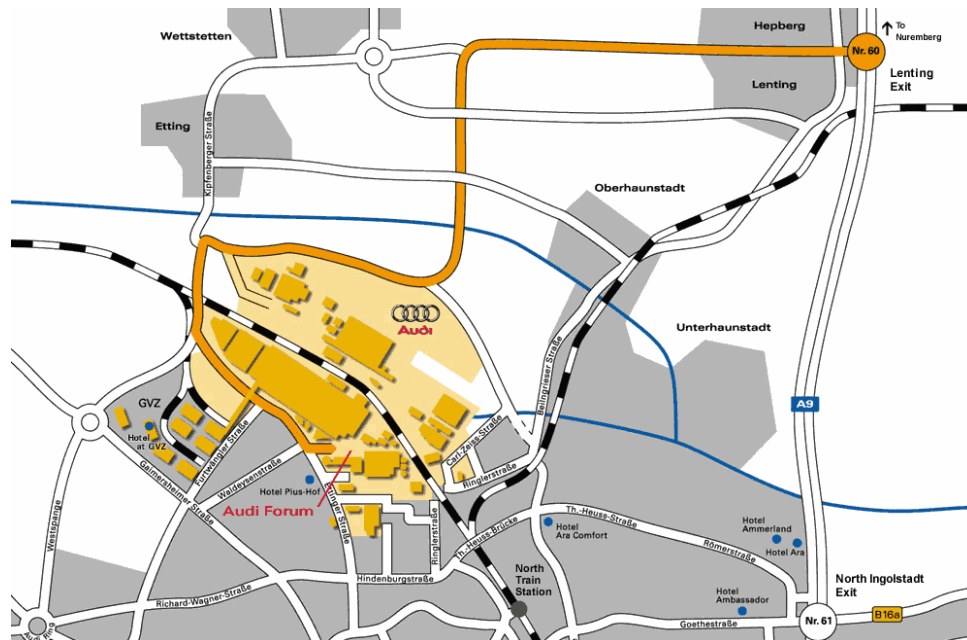 Wettstetten
Hepberg
To
Nuremberg
Nr. 60
Lenting
Exit
Lenting
Etting
Kipfenberger Straße
Oberhaunstadt
Audi
Unterhaunstadt
Beilngrieser Straße
A9
GVZ
Hotel
at GVZ
Furtwängler Straße
Carl-Zeiss-Straße
Ringlerstraße
Waldeysenstraße
Gaimersheimer Straße
Hotel Pius-Hof
Audi Forum
Ettinger Straße
Ringlerstraße
Th.-Heuss-Brücke
Th.-Heuss-Straße
Hotel
Ara Comfort
Hotel
Ammerland
Hotel Ara
Römerstraße
Westspange
Hindenburgstraße
North
Train
Station
North Ingolstadt
Exit
Richard-Wagner-Straße
Hotel
Ambassador
B16a
Goethestraße
Nr. 61
Ring